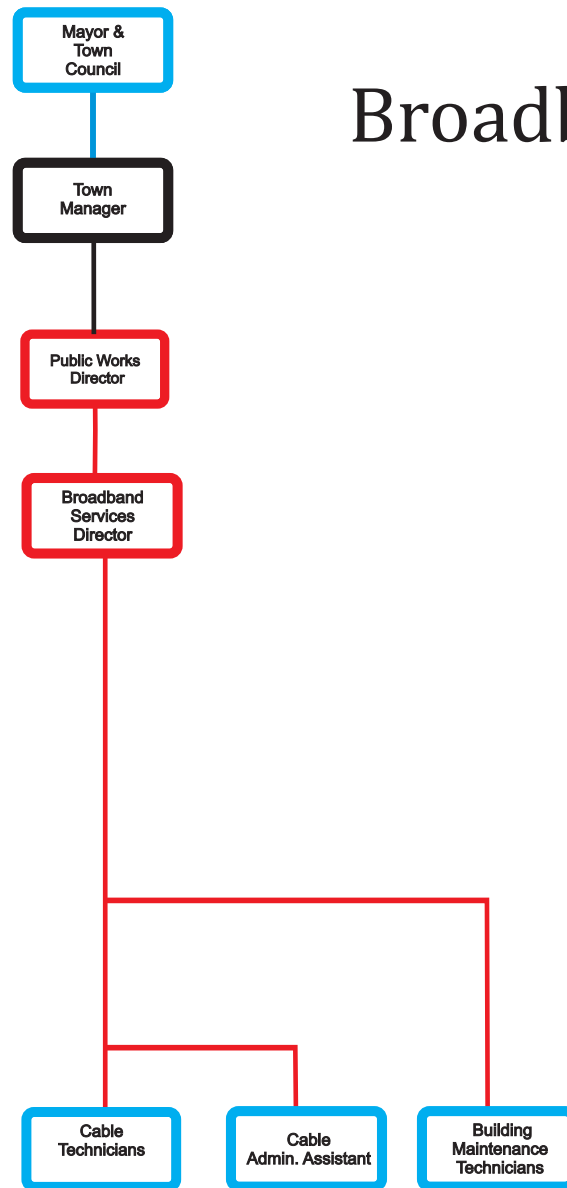 Mayor &
Town
Council
Broadb
Town
Manager
Public Works
Director
Broadband
Services
Director
Cable
Technicians
Cable
Admin. Assistant
Building
Maintenance
Technicians